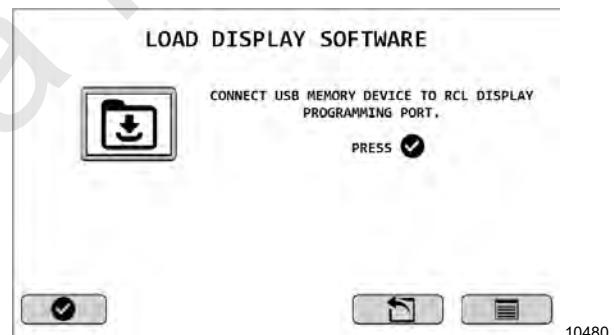 LOAD DISPLAY SOFTWARE
CONNECT USB MEMORY DEVICE TO RCL DISPLAY
PROGRAMMING PORT.
PRESS
10480